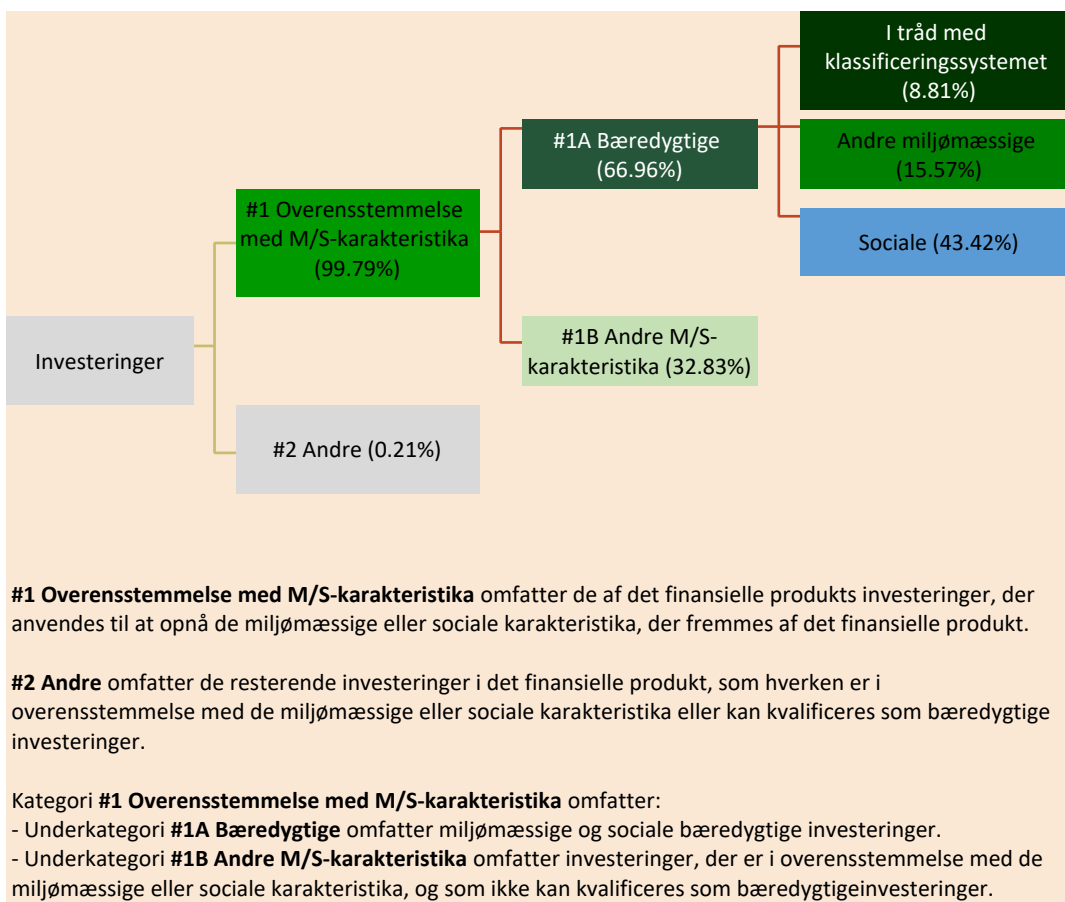 I tråd med
klassificeringssystemet
(8.81%)
#1A Bæredygtige
(66.96%)
Andre miljømæssige
(15.57%)
#1 Overensstemmelse
med M/S-karakteristika
(99.79%)
Sociale (43.42%)
Investeringer
#1B Andre M/S-
karakteristika (32.83%)
#2 Andre (0.21%)
#1 Overensstemmelse med M/S-karakteristika omfatter de af det finansielle produkts investeringer, der
anvendes til at opnå de miljømæssige eller sociale karakteristika, der fremmes af det finansielle produkt.
#2 Andre omfatter de resterende investeringer i det finansielle produkt, som hverken er i
overensstemmelse med de miljømæssige eller sociale karakteristika eller kan kvalificeres som bæredygtige
investeringer.
Kategori #1 Overensstemmelse med M/S-karakteristika omfatter:
- Underkategori #1A Bæredygtige omfatter miljømæssige og sociale bæredygtige investeringer.
- Underkategori #1B Andre M/S-karakteristika omfatter investeringer, der er i overensstemmelse med de
miljømæssige eller sociale karakteristika, og som ikke kan kvalificeres som bæredygtigeinvesteringer.